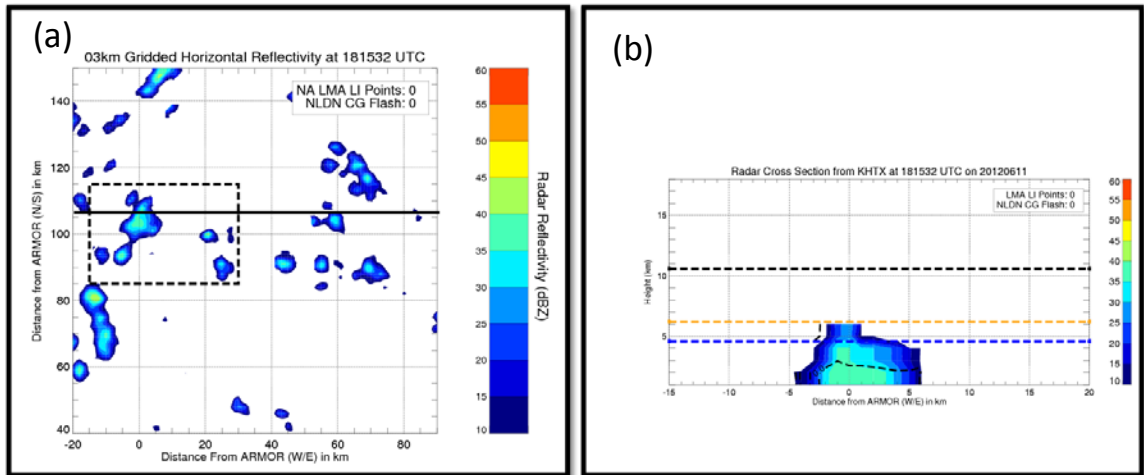 (a)
03km Gridded Horizontal Reflectivity at 181532 UTC
NA LMA LI Points: 0
NLDN CG Flash: 0
140
120
100
80
60
40
Distance from ARMOR (N/S) in km
-20 0 20 40 60 80
Distance From ARMOR (W/E) in km
60
55
50
45
40
35
30
25
20
15
10
Radar Reflectivity (dBZ)
(b)
Radar Cross Section from KHTX at 181532 UTC on 20120611
LMA LI Points: 0
NLDN CG Flash: 0
15
10
5
Height (km)
-15 -10 -5 0 5 10 15 20
Distance from ARMOR (W/E) in km
60
55
50
45
40
35
30
25
20
15
10